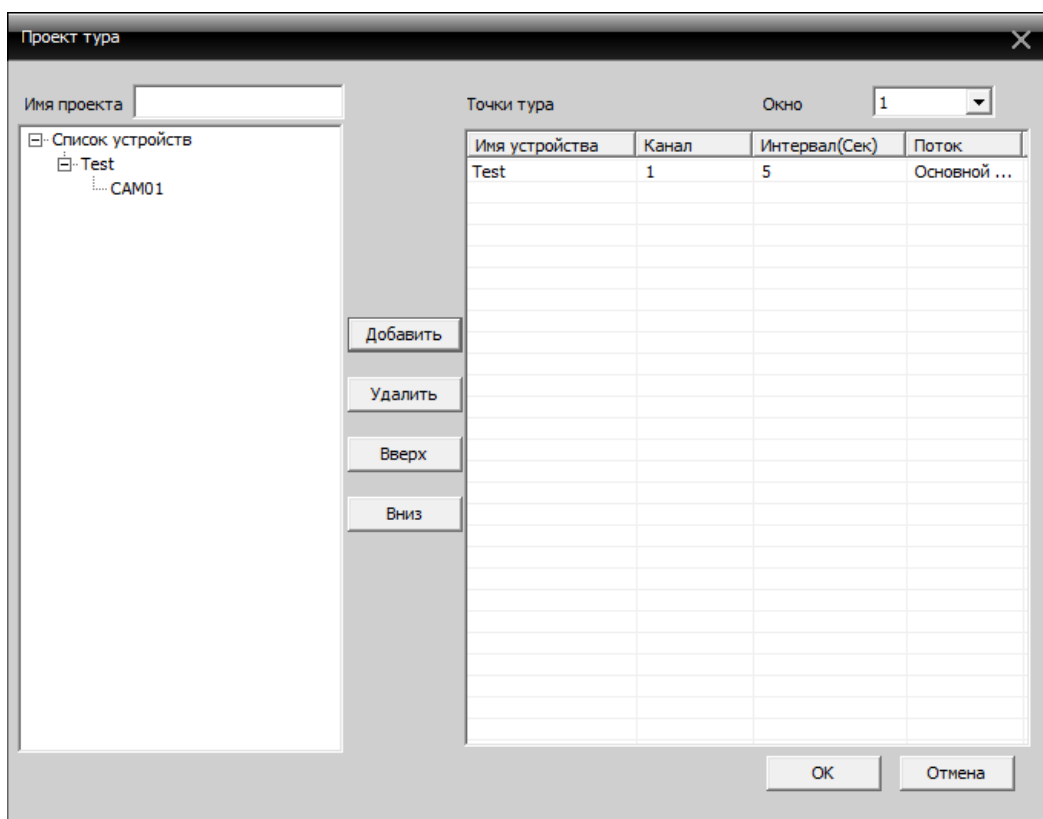 Проект тура
Имя проекта
Точки тура
Окно
1
Список устройств
Test
CAM01
Имя устройства Канал Интервал(Сек) Поток
Test 1 5 Основной ...
Добавить
Удалить
Вверх
Вниз
OK
Отмена